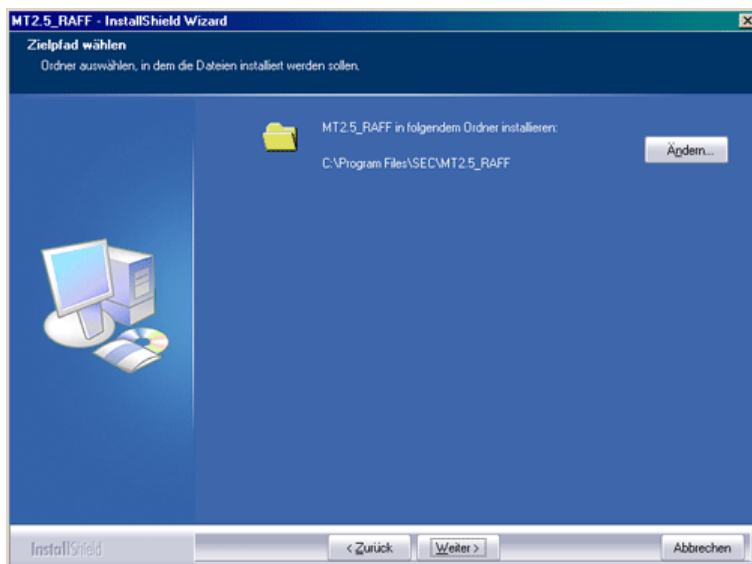 MT2.5_RAFF - InstallShield Wizard
Zielpfad wählen
Ordner auswählen, in dem die Dateien installiert werden sollen.
MT2.5_RAFF in folgendem Ordner installieren:
Ändern...
C:\Program Files\SEC\MT2.5_RAFF
InstallShield
< Zurück
Weiter >
Abbrechen